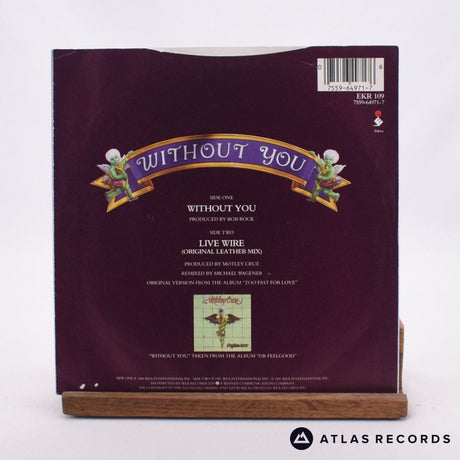 0
6
7559-64971-7
EKR 109
7559-64971-7
WITHOUT YOU
SIDE ONE
WITHOUT YOU
PRODUCED BY BOB ROCK
SIDE TWO
LIVE WIRE
(ORIGINAL LEATHER MIX)
PRODUCED BY MOTLEY CRUE
REMIXED BY MICHAEL WAGENER
ORIGINAL VERSION FROM THE ALBUM "TOO FAST FOR LOVE"
"WITHOUT YOU" TAKEN FROM THE ALBUM "DR FEELGOOD"
ATLAS RECORDS